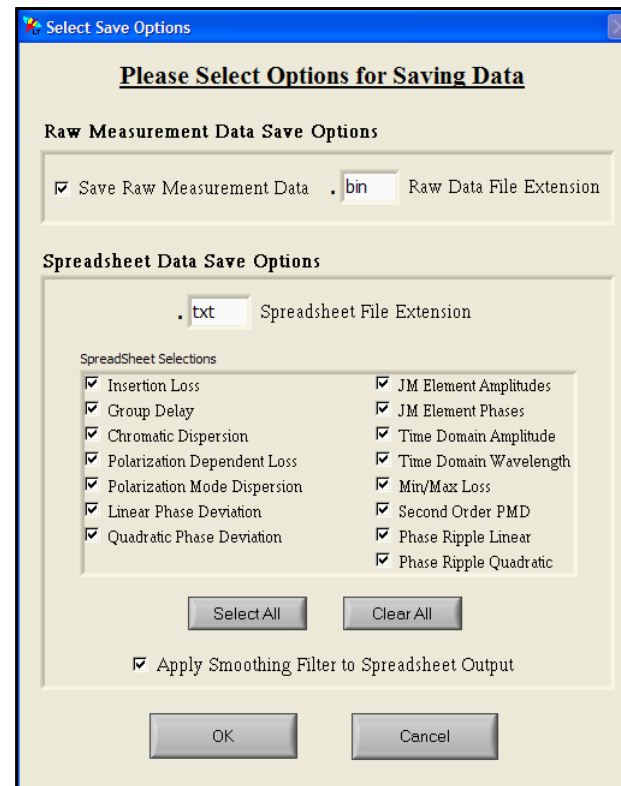 Select Save Options
Please Select Options for Saving Data
Raw Measurement Data Save Options
Save Raw Measurement Data . bin Raw Data File Extension
Spreadsheet Data Save Options
. txt Spreadsheet File Extension
SpreadSheet Selections
Insertion Loss
Group Delay
Chromatic Dispersion
Polarization Dependent Loss
Polarization Mode Dispersion
Linear Phase Deviation
Quadratic Phase Deviation
JM Element Amplitudes
JM Element Phases
Time Domain Amplitude
Time Domain Wavelength
Min/Max Loss
Second Order PMD
Phase Ripple Linear
Phase Ripple Quadratic
Select All Clear All
Apply Smoothing Filter to Spreadsheet Output
OK Cancel